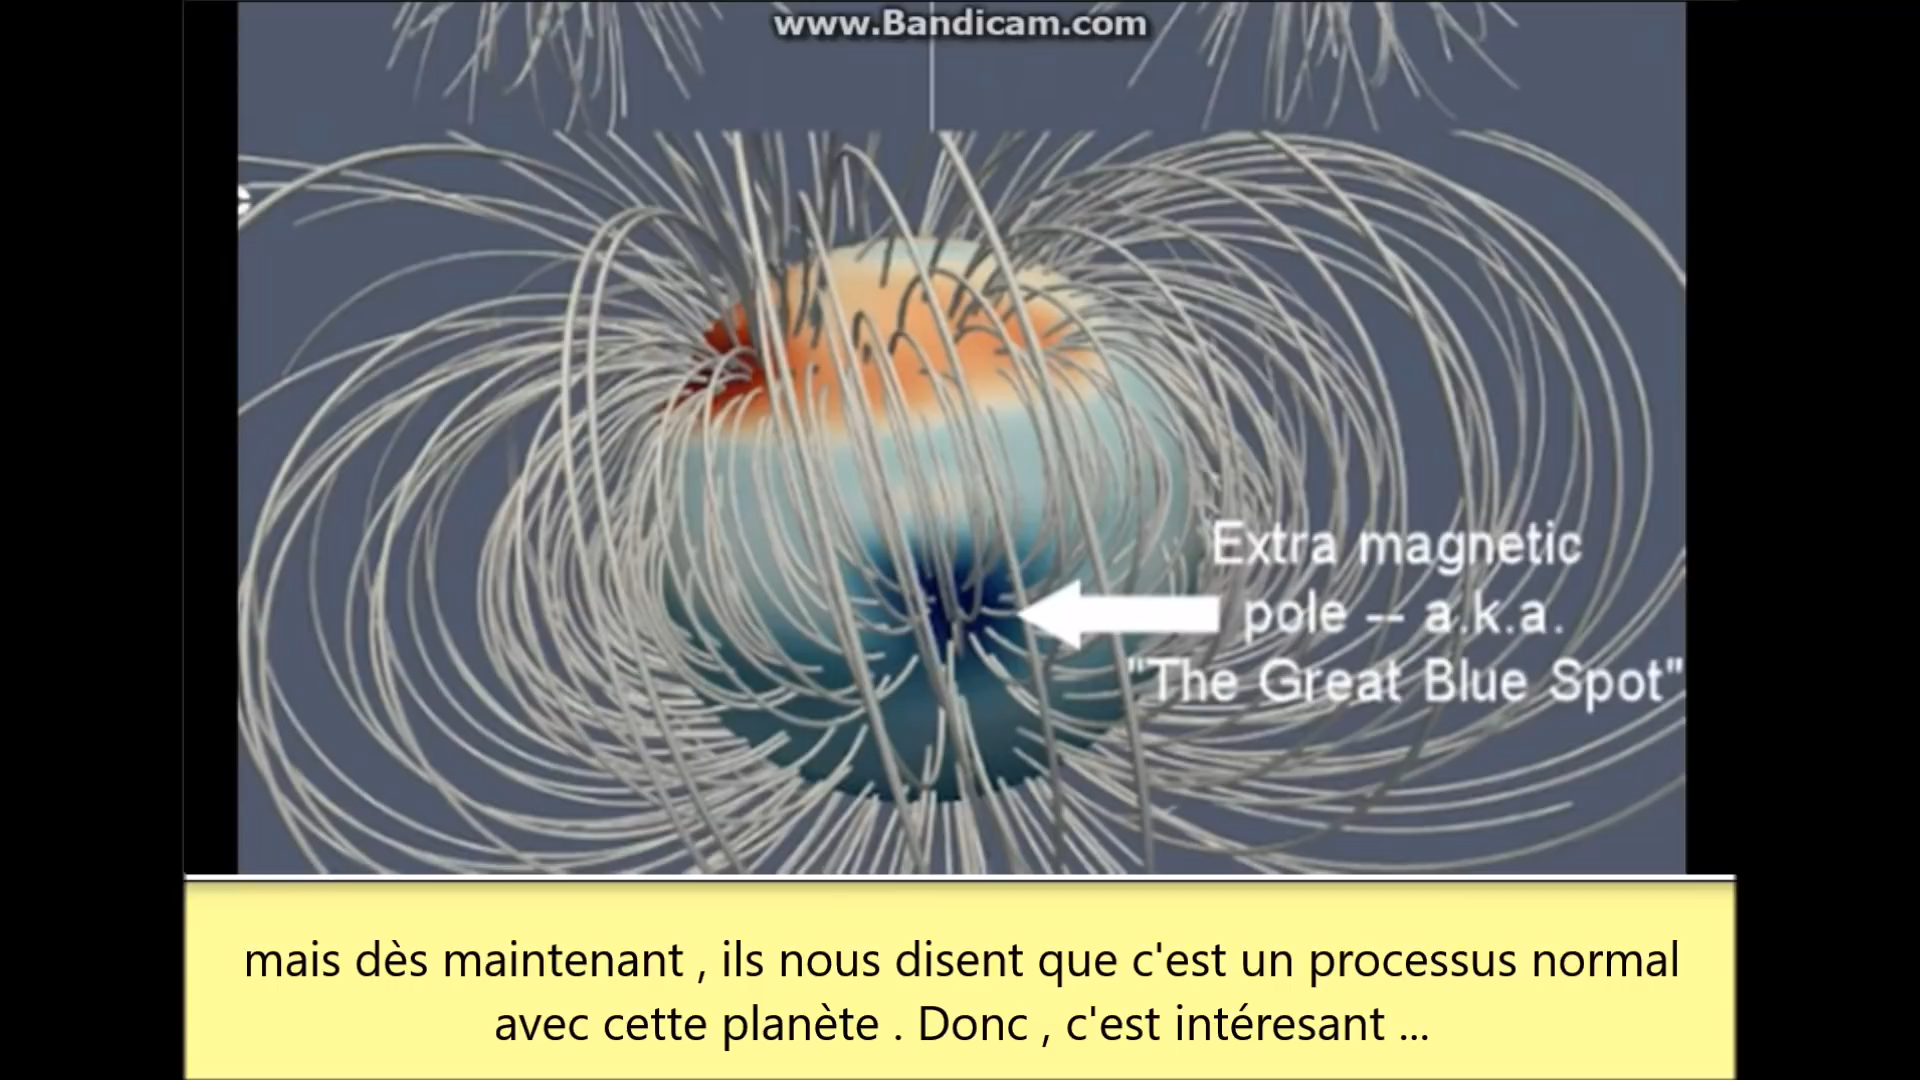 www.Bandicam.com
Extra magnetic
pole -- a.k.a.
"The Great Blue Spot"
mais dès maintenant , ils nous disent que c'est un processus normal
avec cette planète . Donc , c'est intéresant ...